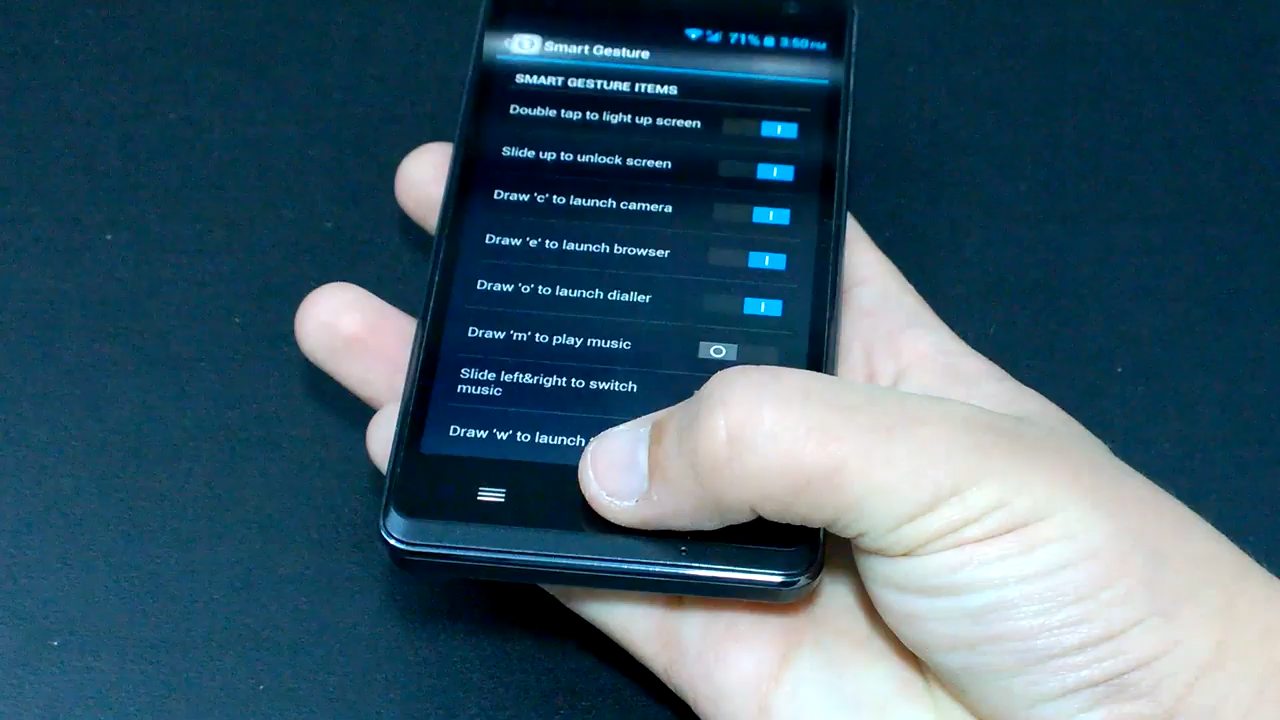 71% 3:50PM
Smart Gesture
SMART GESTURE ITEMS
Double tap to light up screen
Slide up to unlock screen
Draw 'c' to launch camera
Draw 'e' to launch browser
Draw 'o' to launch dialler
Draw 'm' to play music
Slide left&right to switch
music
Draw 'w' to launch